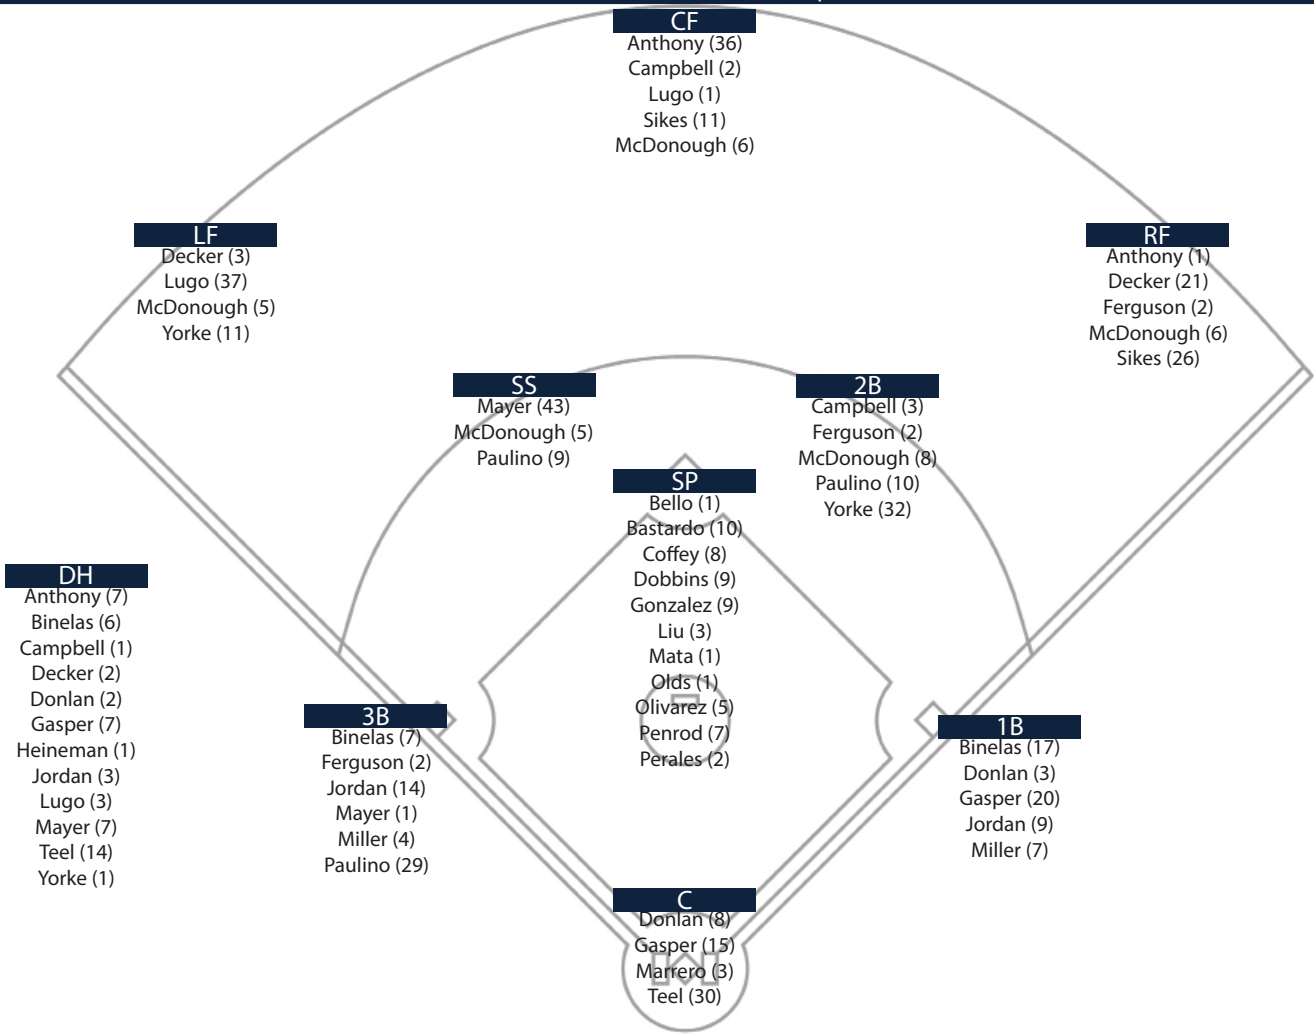 CF
Anthony (36)
Campbell (2)
Lugo (1)
Sikes (11)
McDonough (6)
LF
Decker (3)
Lugo (37)
McDonough (5)
Yorke (11)
RF
Anthony (1)
Decker (21)
Ferguson (2)
McDonough (6)
Sikes (26)
SS
Mayer (43)
McDonough (5)
Paulino (9)
2B
Campbell (3)
Ferguson (2)
McDonough (8)
Paulino (10)
Yorke (32)
SP
Bello (1)
Bastardo (10)
Coffey (8)
Dobbins (9)
Gonzalez (9)
Liu (3)
Mata (1)
Olds (1)
Olivarez (5)
Penrod (7)
Perales (2)
DH
Anthony (7)
Binelas (6)
Campbell (1)
Decker (2)
Donlan (2)
Gasper (7)
Heineman (1)
Jordan (3)
Lugo (3)
Mayer (7)
Teel (14)
Yorke (1)
3B
Binelas (7)
Ferguson (2)
Jordan (14)
Mayer (1)
Miller (4)
Paulino (29)
1B
Binelas (17)
Donlan (3)
Gasper (20)
Jordan (9)
Miller (7)
C
Donlan (8)
Gasper (15)
Marrero (3)
Teel (30)